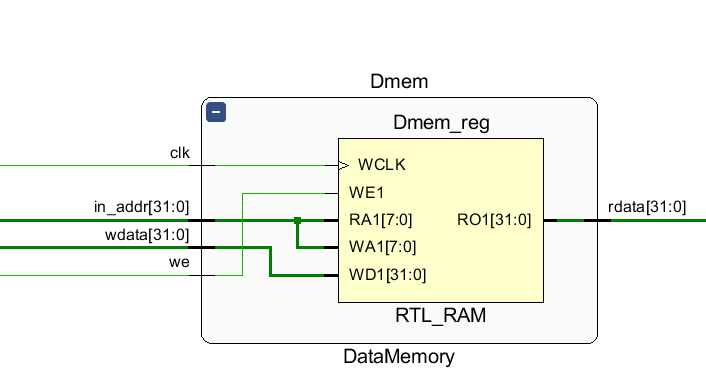 Dmem
Dmem_reg
clk
WCLK
WE1
in_addr[31:0]
RA1[7:0]
RO1[31:0]
rdata[31:0]
wdata[31:0]
WA1[7:0]
we
WD1[31:0]
RTL_RAM
DataMemory